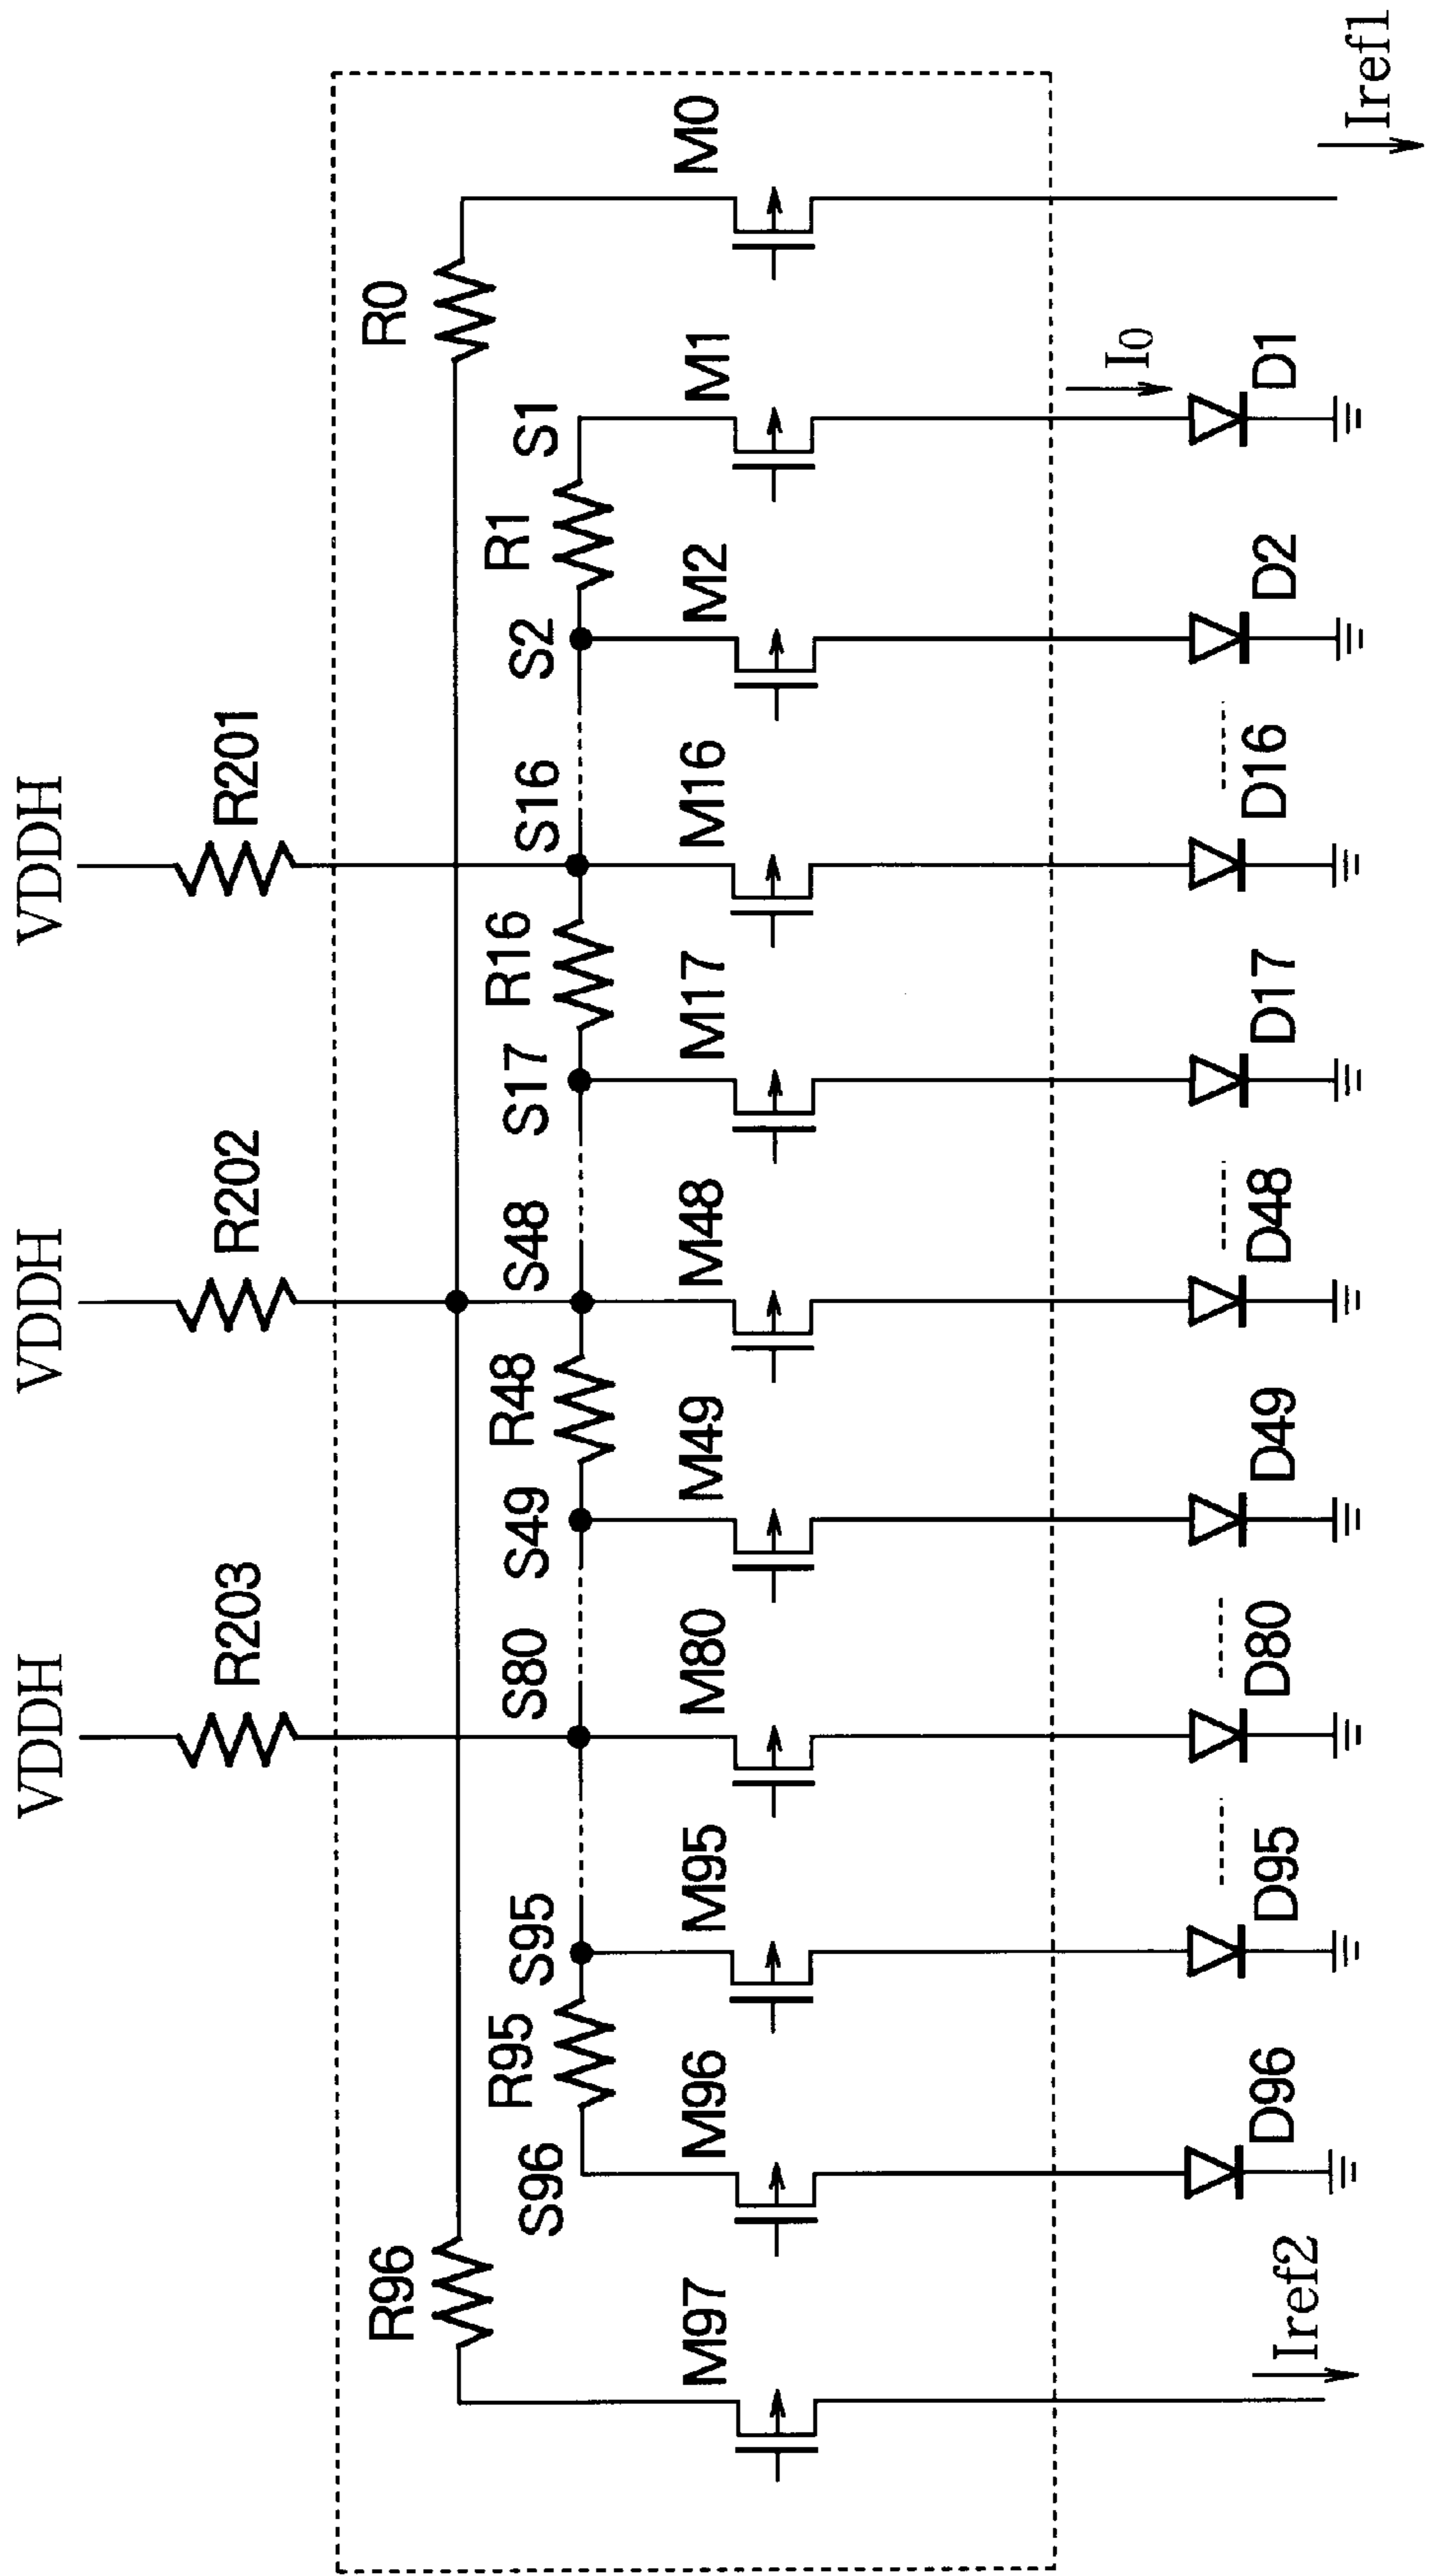 VDDH
VDDH
VDDH
R203
R202
R201
R96
R0
S96
R95
S95
S80
S49
R48
S48
S17
R16
S16
S2
R1
S1
M97
M96
M95
M80
M49
M48
M17
M16
M2
M1
M0
I0
D96
D95
D80
D49
D48
D17
D16
D2
D1
Iref2
Iref1